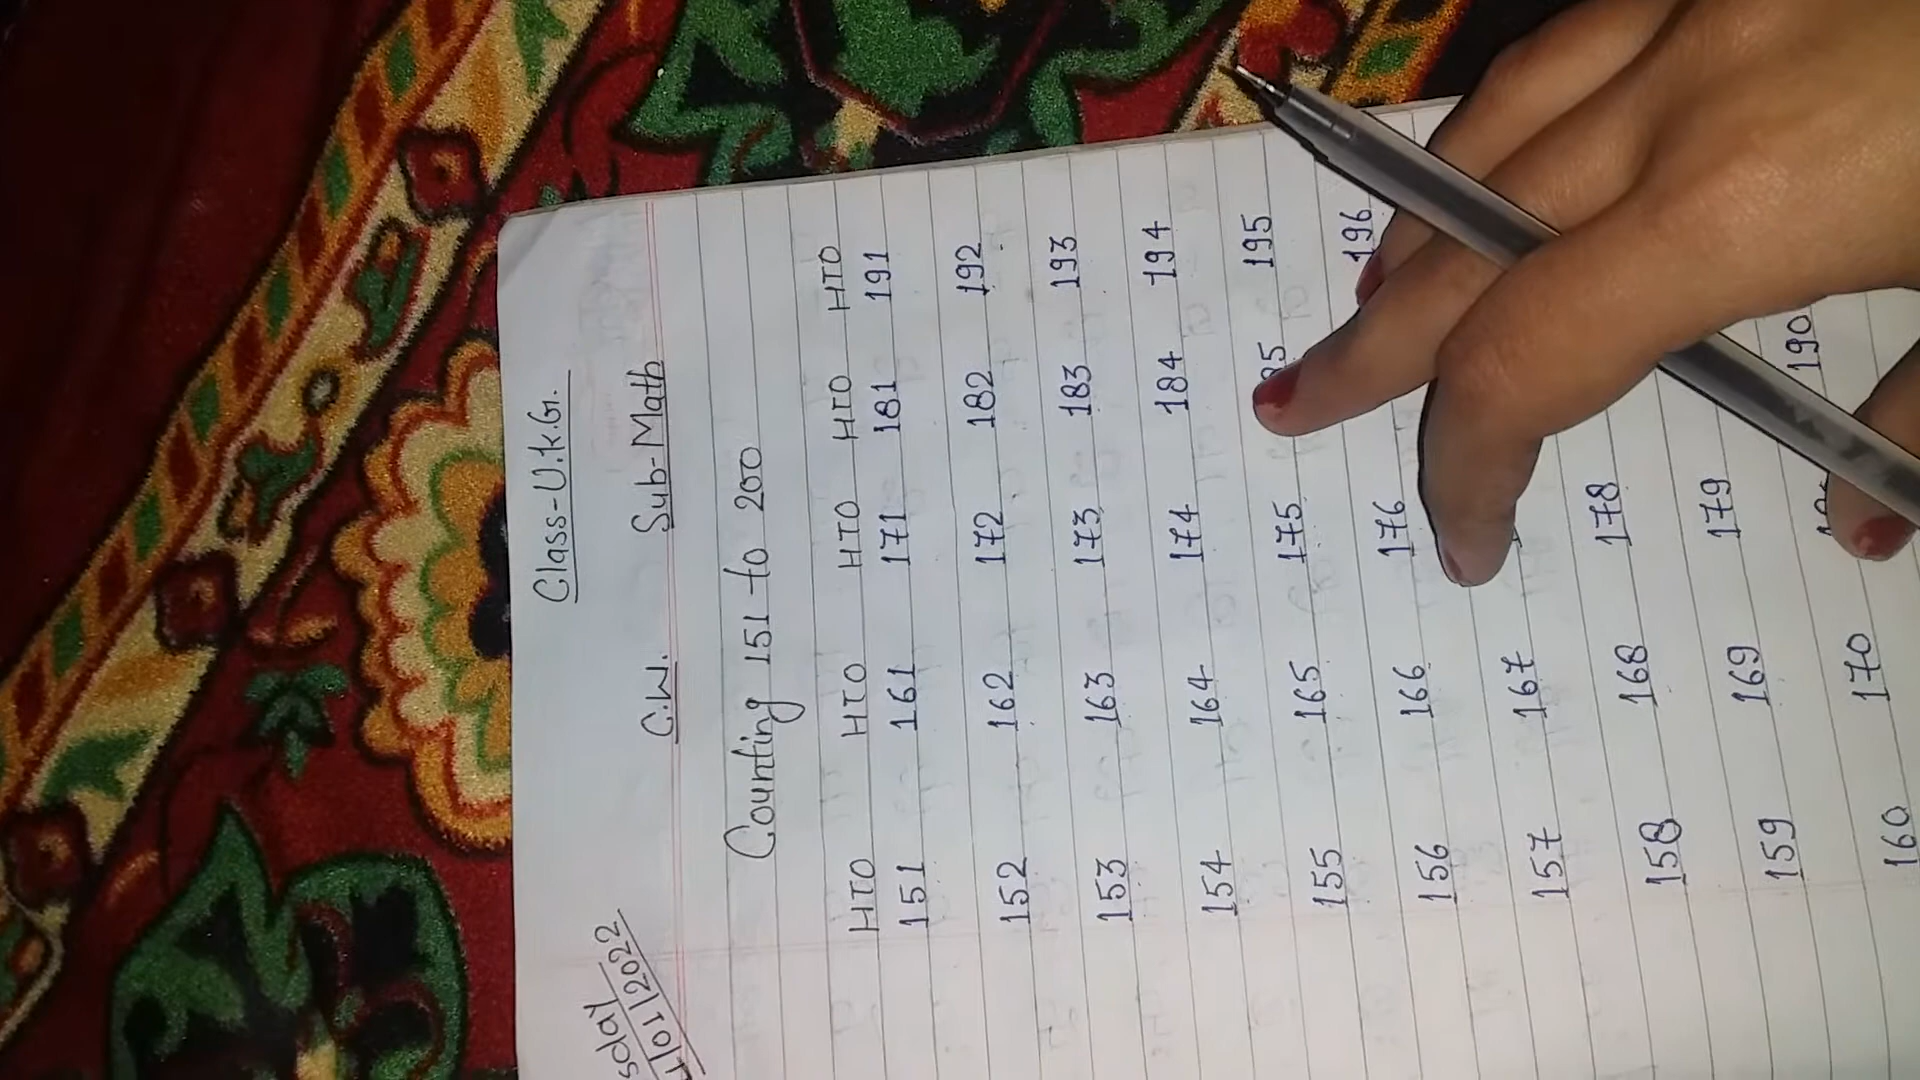 Class-U.K.G.
C.W. Sub-Math
01|2022
Counting 151 to 200
HTO HTO HTO HTO HTO
151 161 171 181 191
152 162 172 182 192
153 163 173 183 193
154 164 174 184 194
155 165 175 195
156 166 176 196
157 167
158 168 178
159 169 179
160 170 190